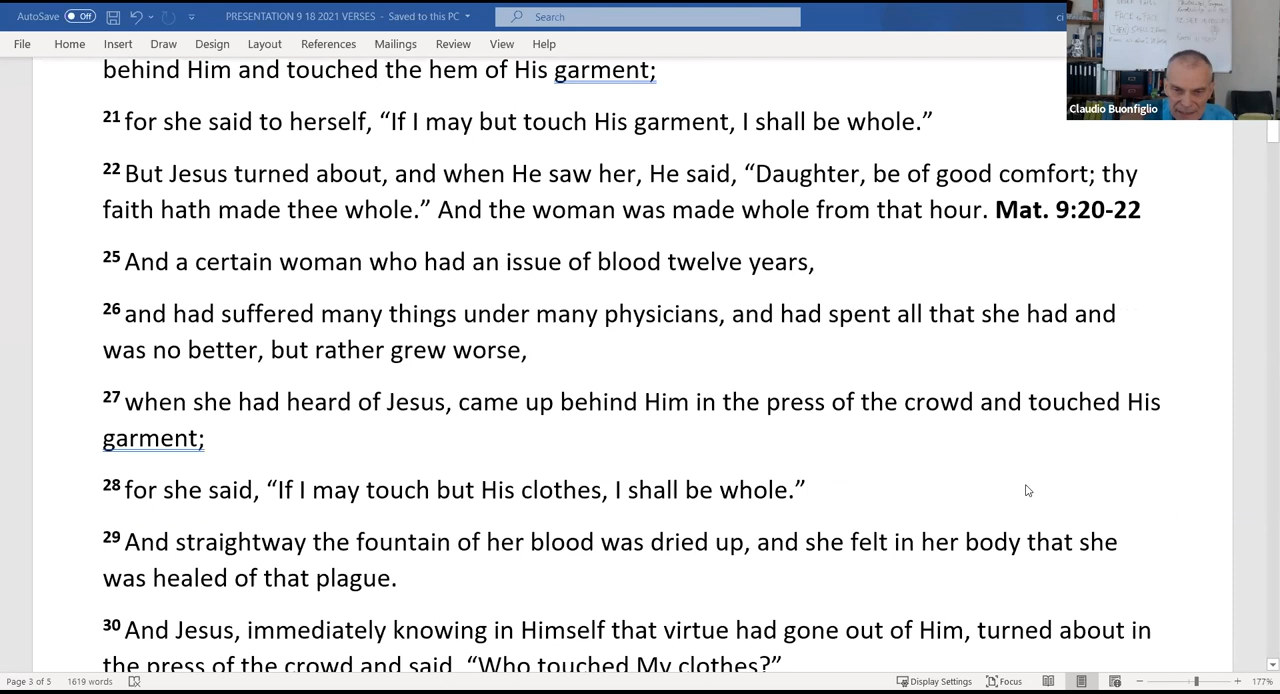 AutoSave Off PRESENTATION 9 18 2021 VERSES - Saved to this PC Search
File Home Insert Draw Design Layout References Mailings Review View Help
Claudio Buonfiglio
behind Him and touched the hem of His garment;
21 for she said to herself, “If I may but touch His garment, I shall be whole.”
22 But Jesus turned about, and when He saw her, He said, “Daughter, be of good comfort; thy
faith hath made thee whole.” And the woman was made whole from that hour. Mat. 9:20-22
25 And a certain woman who had an issue of blood twelve years,
26 and had suffered many things under many physicians, and had spent all that she had and
was no better, but rather grew worse,
27 when she had heard of Jesus, came up behind Him in the press of the crowd and touched His
garment;
28 for she said, “If I may touch but His clothes, I shall be whole.”
29 And straightway the fountain of her blood was dried up, and she felt in her body that she
was healed of that plague.
30 And Jesus, immediately knowing in Himself that virtue had gone out of Him, turned about in
the press of the crowd and said, “Who touched My clothes?”
Page 3 of 5 1619 words Display Settings Focus 177%